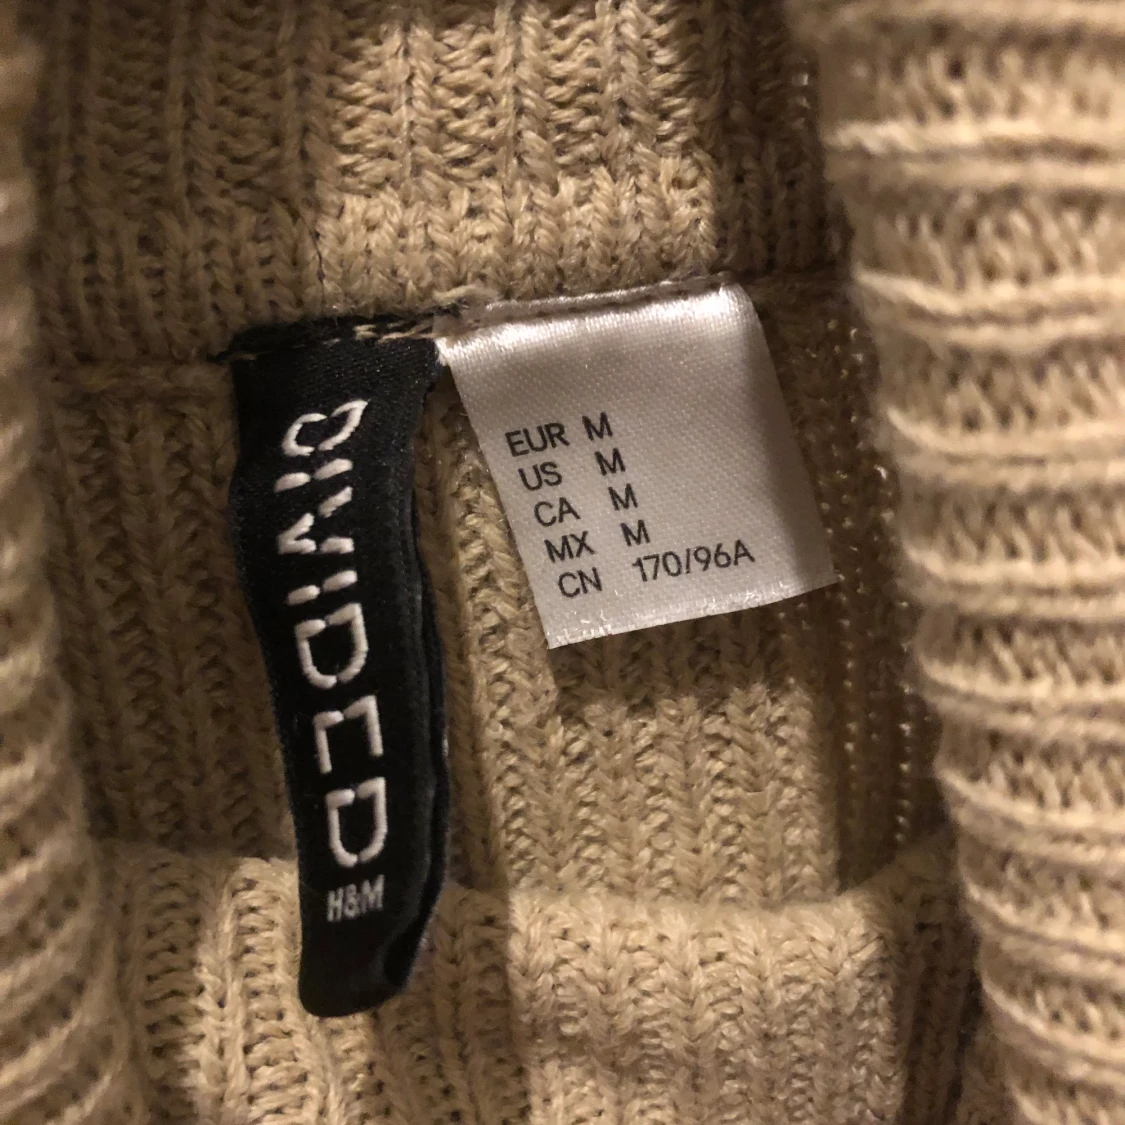 DIVIDED
H&M
EUR M
US M
CA M
MX M
CN 170/96A